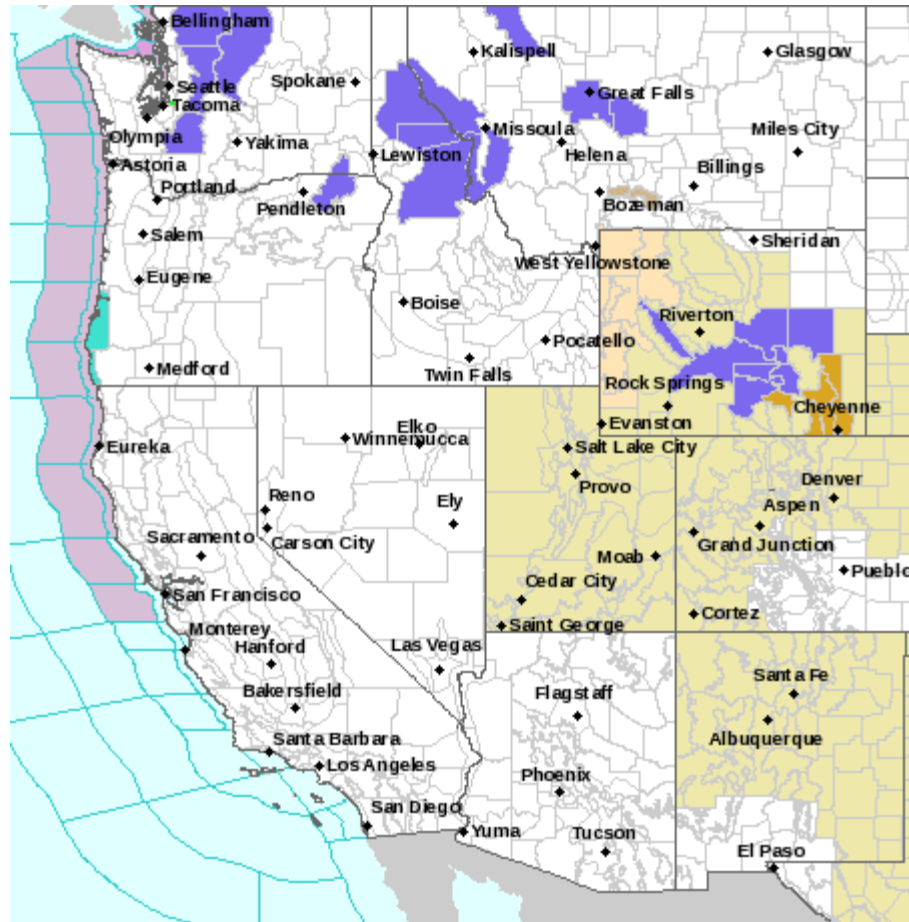 Bellingham
Kalispell
Glasgow
Seattle
Spokane
Great Falls
Tacoma
Olympia
Yakima
Missoula
Miles City
Astoria
Lewiston
Helena
Billings
Portland
Pendleton
Bozeman
Salem
Sheridan
West Yellowstone
Eugene
Boise
Riverton
Pocatello
Medford
Twin Falls
Rock Springs
Cheyenne
Elko
Winnemucca
Evanston
Eureka
Salt Lake City
Provo
Denver
Reno
Ely
Aspen
Sacramento
Carson City
Grand Junction
Moab
Pueblo
Cedar City
San Francisco
Cortez
Saint George
Monterey
Hanford
Las Vegas
Santa Fe
Bakersfield
Flagstaff
Albuquerque
Santa Barbara
Los Angeles
Phoenix
San Diego
Yuma
Tucson
El Paso